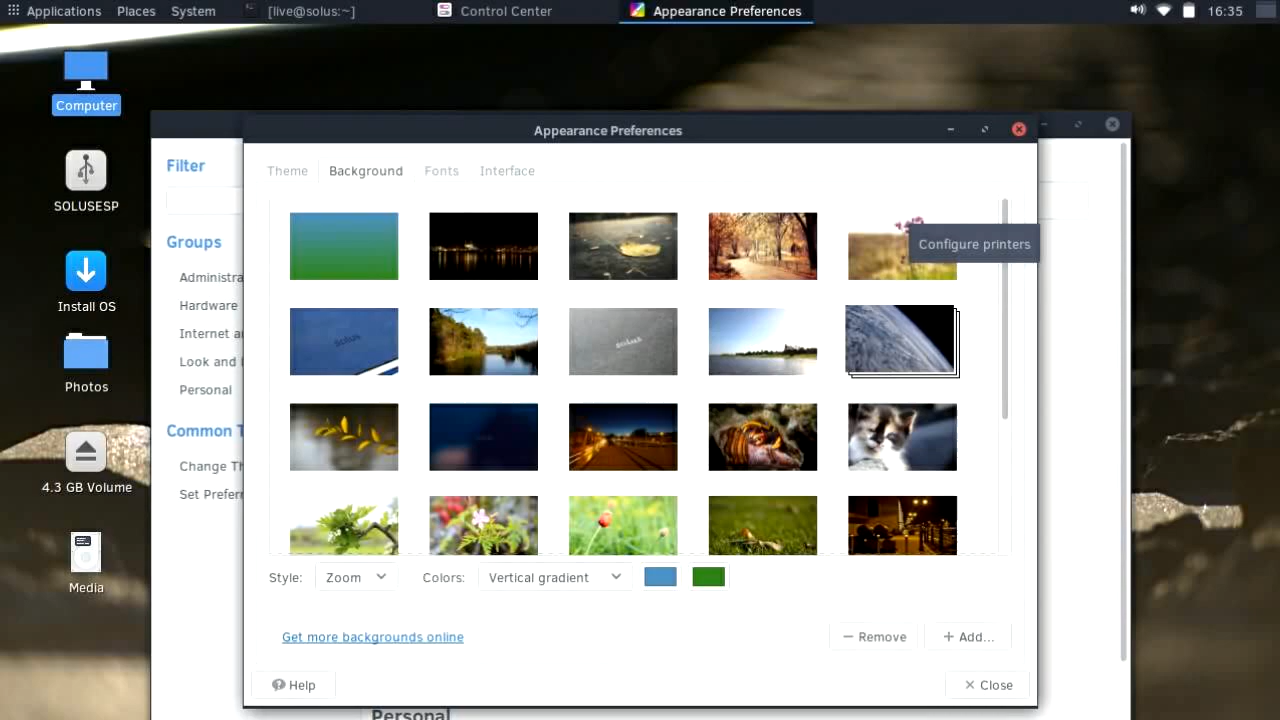 Applications Places System [live@solus:~] Control Center Appearance Preferences 16:35
Computer
SOLUSESP
Install OS
Photos
4.3 GB Volume
Media
Filter
Groups
Administra
Hardware
Internet a
Look and
Personal
Common T
Change Th
Set Prefer
Appearance Preferences
Theme Background Fonts Interface
Configure printers
solus
solus
Style: Zoom Colors: Vertical gradient
Get more backgrounds online
Remove Add...
Help Close
Personal